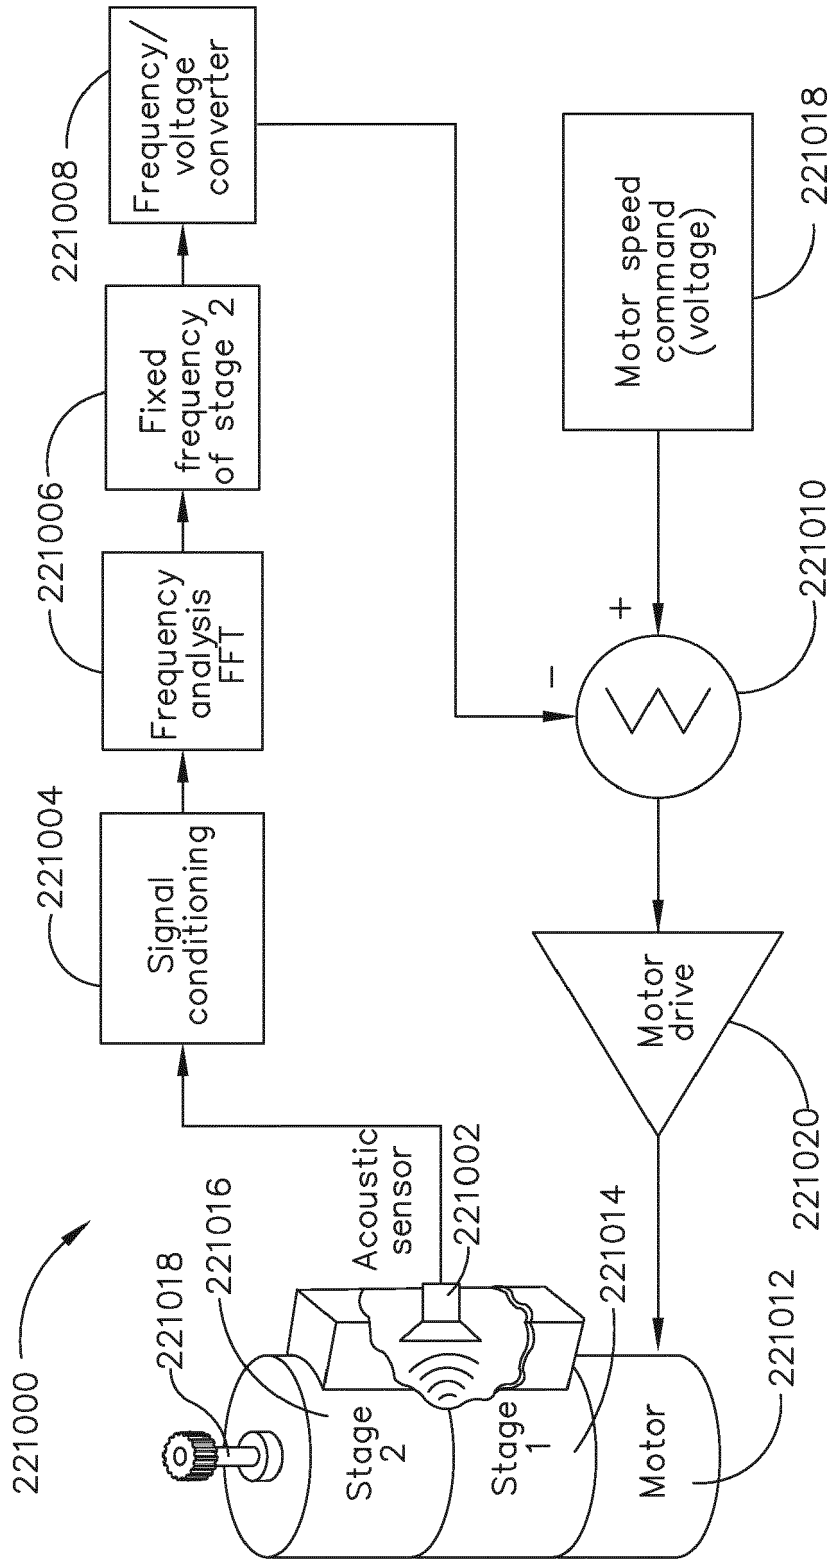 221000
221018
221016
Stage
2
Stage
1
Motor
221012
221014
Acoustic
sensor
221002
Signal
conditioning
221004
Frequency
analysis
FFT
221006
Fixed
frequency
of stage 2
Frequency/
voltage
converter
221008
Motor speed
command
(voltage)
221018
+
-
Σ
221010
Motor
drive
221020